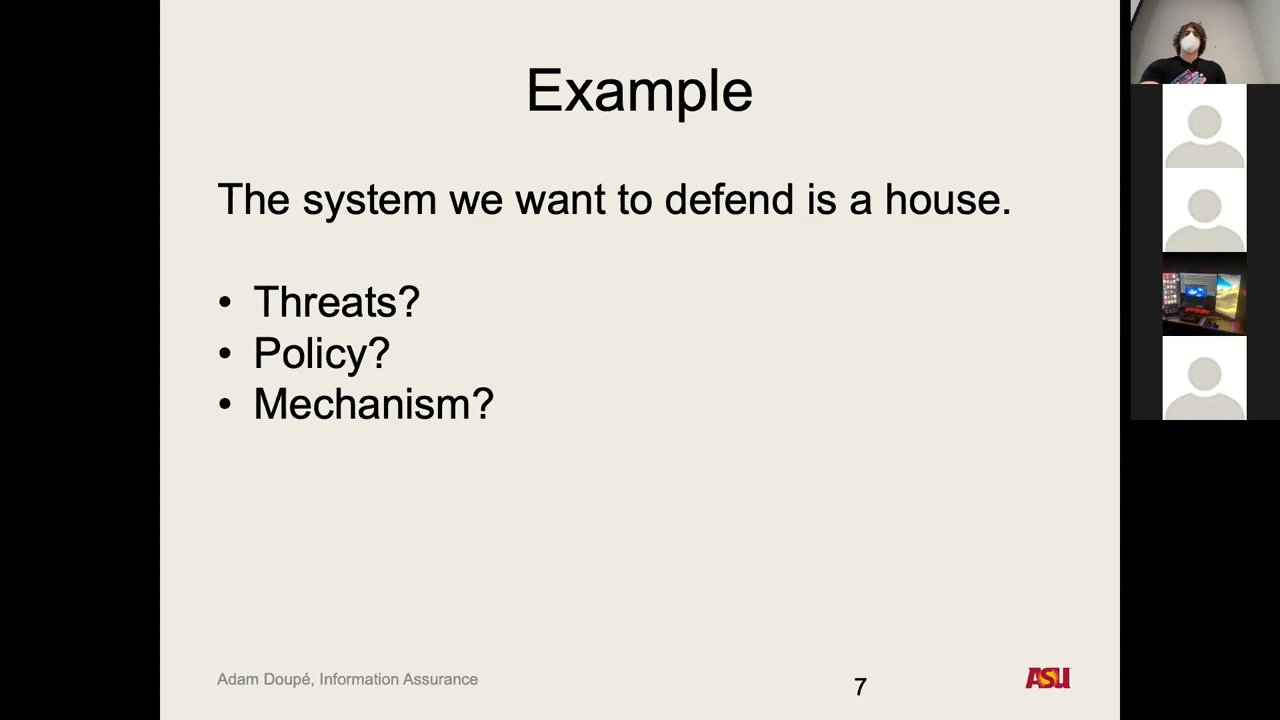 Example
The system we want to defend is a house.
• Threats?
• Policy?
• Mechanism?
Adam Doupé, Information Assurance
7
ASU